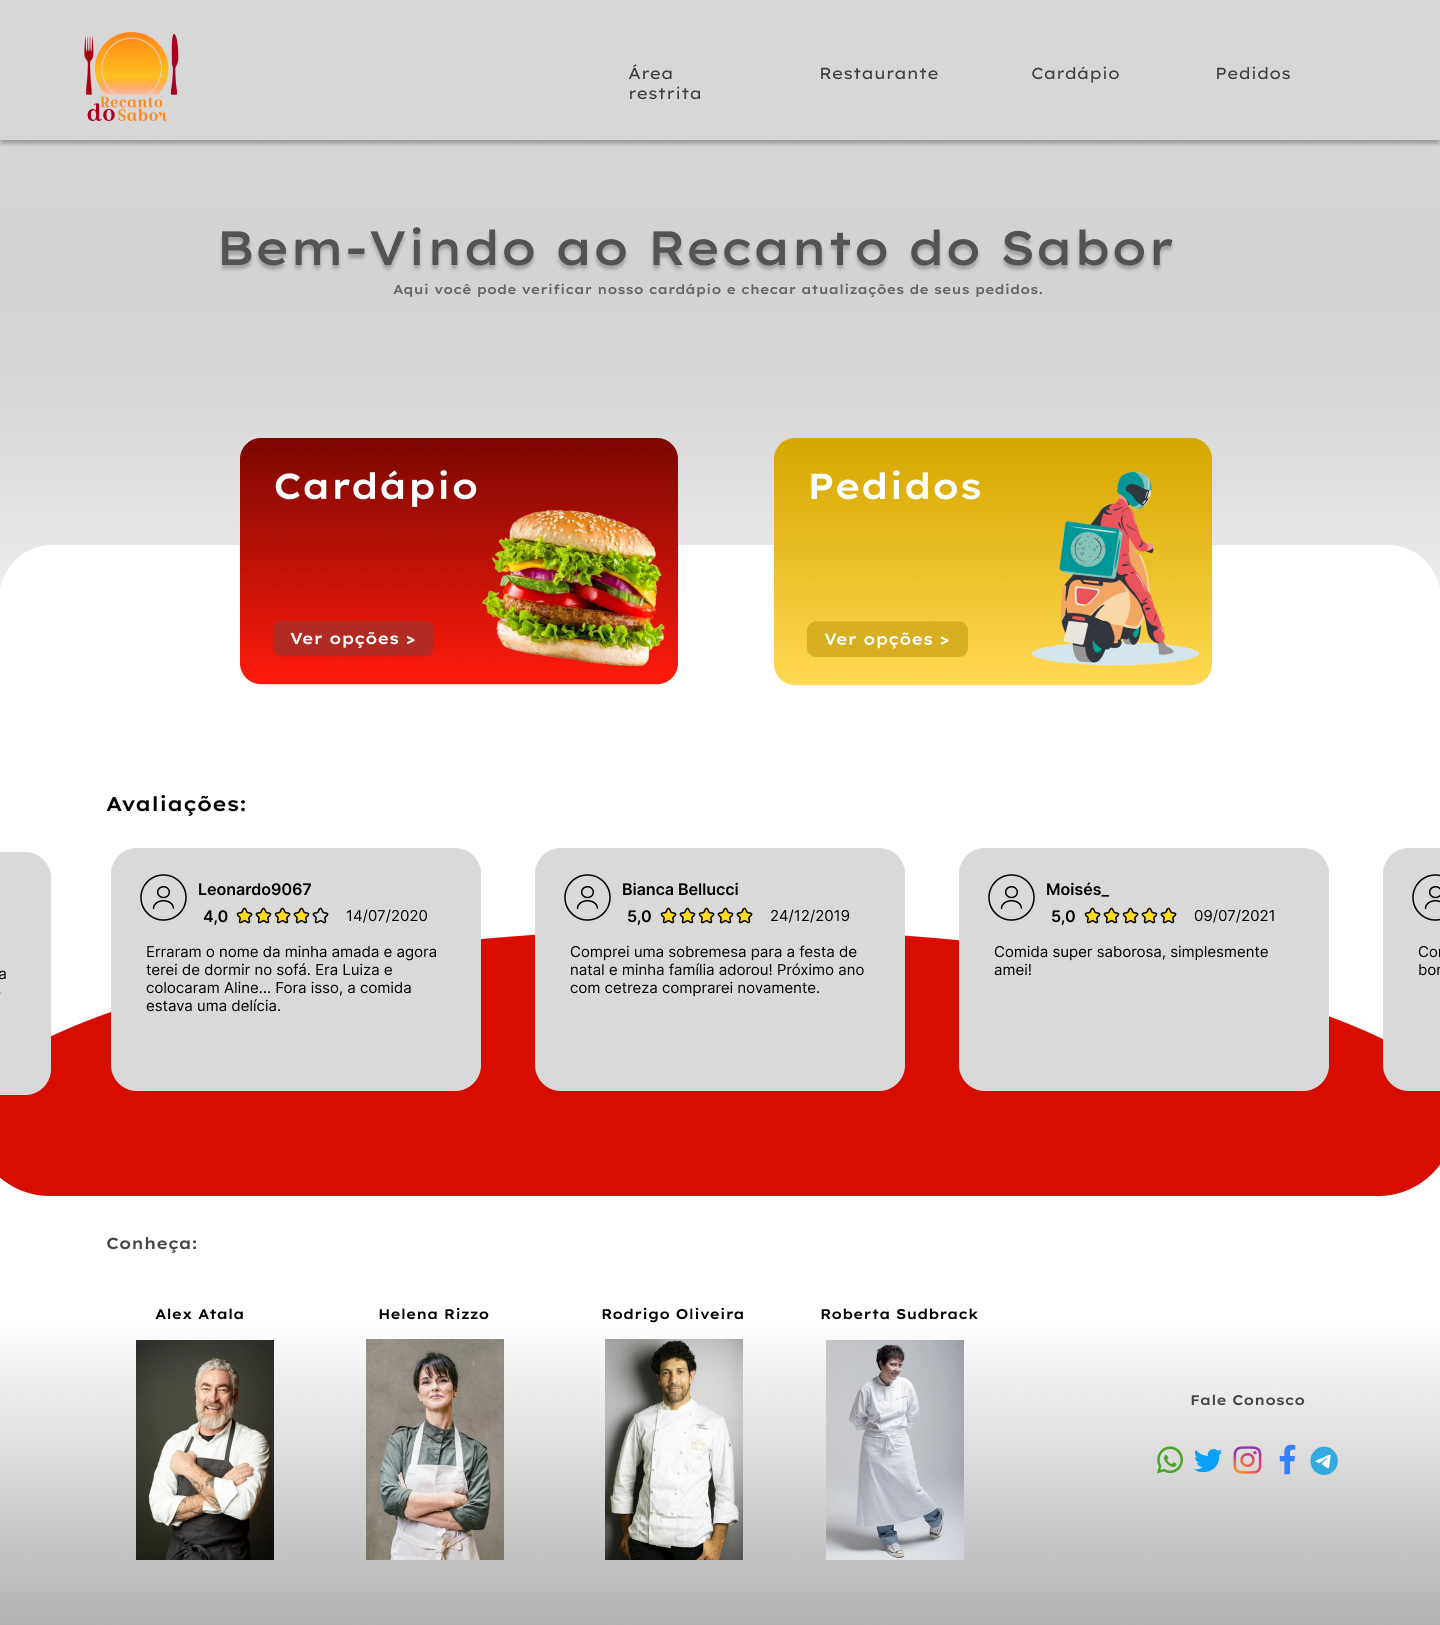 Recanto
do Sabor
Área
restrita
Restaurante
Cardápio
Pedidos
Bem-Vindo ao Recanto do Sabor
Aqui você pode verificar nosso cardápio e checar atualizações de seus pedidos.
Cardápio
Ver opções >
Pedidos
Ver opções >
Avaliações:
a
Leonardo9067
4,0 14/07/2020
Erraram o nome da minha amada e agora
terei de dormir no sofá. Era Luiza e
colocaram Aline... Fora isso, a comida
estava uma delícia.
Bianca Bellucci
5,0 24/12/2019
Comprei uma sobremesa para a festa de
natal e minha família adorou! Próximo ano
com cetreza comprarei novamente.
Moisés_
5,0 09/07/2021
Comida super saborosa, simplesmente
amei!
Conheça:
Alex Atala
Helena Rizzo
Rodrigo Oliveira
Roberta Sudbrack
Fale Conosco